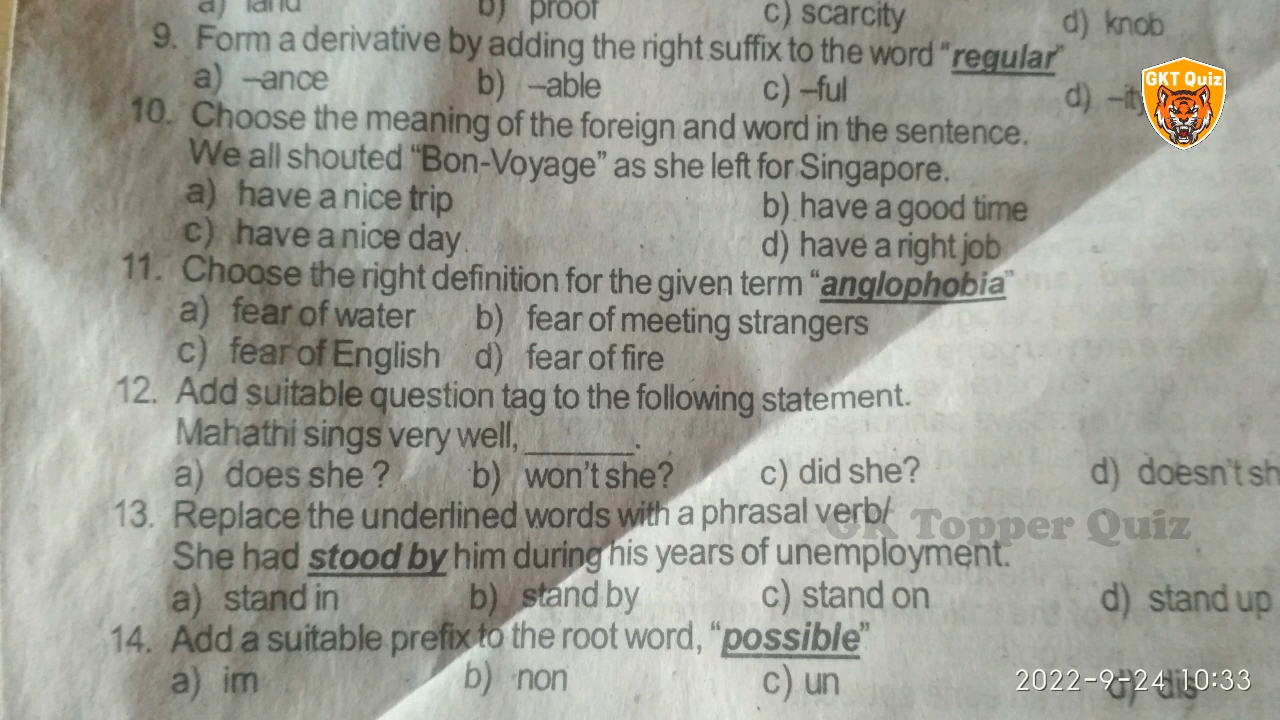 a) land b) proof c) scarcity d) knob
9. Form a derivative by adding the right suffix to the word “regular”
a) –ance b) –able c) –ful d) –ity
GKT Quiz
10. Choose the meaning of the foreign and word in the sentence.
We all shouted “Bon-Voyage” as she left for Singapore.
a) have a nice trip b) have a good time
c) have a nice day. d) have a right job
11. Choose the right definition for the given term “anglophobia”
a) fear of water b) fear of meeting strangers
c) fear of English d) fear of fire
12. Add suitable question tag to the following statement.
Mahathi sings very well, _______.
a) does she ? b) won't she? c) did she? d) doesn't sh
13. Replace the underlined words with a phrasal verb/
GK Topper Quiz
She had stood by him during his years of unemployment.
a) stand in b) stand by c) stand on d) stand up
14. Add a suitable prefix to the root word, “possible”
a) im b) non c) un d) dis
2022-9-24 10:33